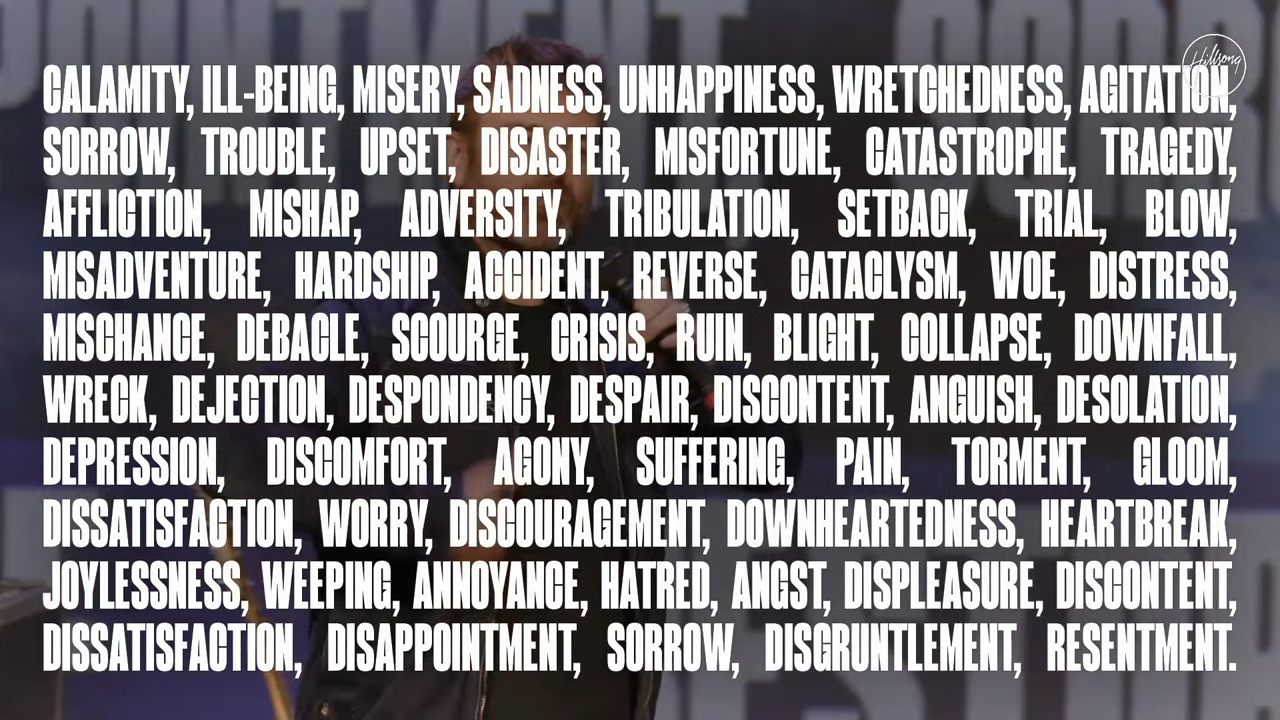 POINTMENT
Hillsong
CALAMITY, ILL-BEING, MISERY, SADNESS, UNHAPPINESS, WRETCHEDNESS, AGITATION,
SORROW, TROUBLE, UPSET, DISASTER, MISFORTUNE, CATASTROPHE, TRAGEDY,
AFFLICTION, MISHAP, ADVERSITY, TRIBULATION, SETBACK, TRIAL, BLOW,
MISADVENTURE, HARDSHIP, ACCIDENT, REVERSE, CATACLYSM, WOE, DISTRESS,
MISCHANCE, DEBACLE, SCOURGE, CRISIS, RUIN, BLIGHT, COLLAPSE, DOWNFALL,
WRECK, DEJECTION, DESPONDENCY, DESPAIR, DISCONTENT, ANGUISH, DESOLATION,
DEPRESSION, DISCOMFORT, AGONY, SUFFERING, PAIN, TORMENT, GLOOM,
DISSATISFACTION, WORRY, DISCOURAGEMENT, DOWNHEARTEDNESS, HEARTBREAK,
JOYLESSNESS, WEEPING, ANNOYANCE, HATRED, ANGST, DISPLEASURE, DISCONTENT,
DISSATISFACTION, DISAPPOINTMENT, SORROW, DISGRUNTLEMENT, RESENTMENT.